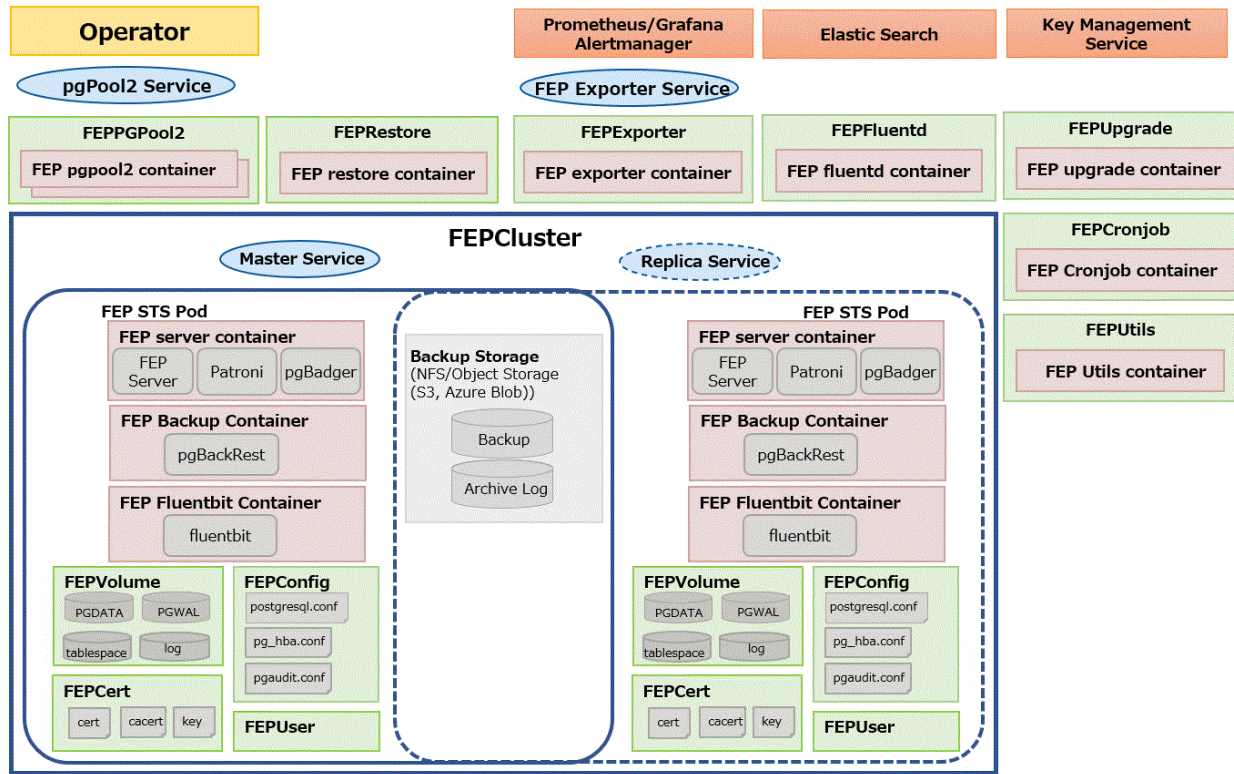 Operator
Prometheus/Grafana
Alertmanager
Elastic Search
Key Management
Service
pgPool2 Service
FEP Exporter Service
FEPPGPool2
FEP pgpool2 container
FEPRestore
FEP restore container
FEPExporter
FEP exporter container
FEPFluentd
FEP fluentd container
FEPUpgrade
FEP upgrade container
FEPCronjob
FEP Cronjob container
FEPUtils
FEP Utils container
FEPCluster
Master Service
Replica Service
FEP STS Pod
FEP server container
FEP
Server
Patroni
pgBadger
FEP Backup Container
pgBackRest
FEP Fluentbit Container
fluentbit
FEPVolume
PGDATA
PGWAL
tablespace
log
FEPConfig
postgresql.conf
pg_hba.conf
pgaudit.conf
FEPCert
cert
cacert
key
FEPUser
Backup Storage
(NFS/Object Storage
(S3, Azure Blob))
Backup
Archive Log
FEP STS Pod
FEP server container
FEP
Server
Patroni
pgBadger
FEP Backup Container
pgBackRest
FEP Fluentbit Container
fluentbit
FEPVolume
PGDATA
PGWAL
tablespace
log
FEPConfig
postgresql.conf
pg_hba.conf
pgaudit.conf
FEPCert
cert
cacert
key
FEPUser